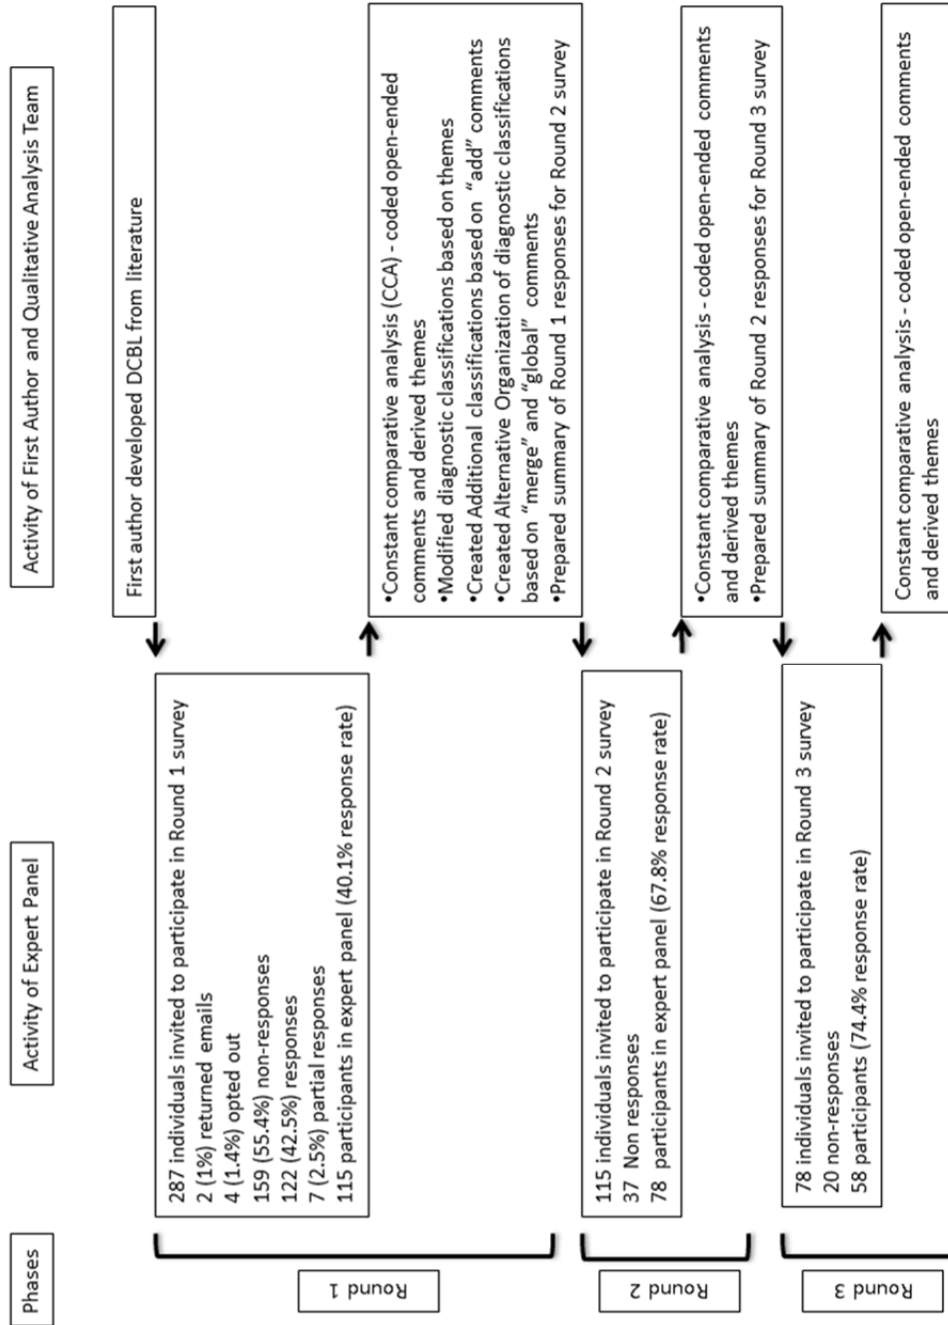 Phases
Activity of Expert Panel
Activity of First Author and Qualitative Analysis Team
First author developed DCBL from literature
Round 1
287 individuals invited to participate in Round 1 survey
2 (1%) returned emails
4 (1.4%) opted out
159 (55.4%) non-responses
122 (42.5%) responses
7 (2.5%) partial responses
115 participants in expert panel (40.1% response rate)
•Constant comparative analysis (CCA) - coded open-ended
comments and derived themes
•Modified diagnostic classifications based on themes
•Created Additional classifications based on "add" comments
•Created Alternative Organization of diagnostic classifications
based on "merge" and "global" comments
•Prepared summary of Round 1 responses for Round 2 survey
Round 2
115 individuals invited to participate in Round 2 survey
37 Non responses
78 participants in expert panel (67.8% response rate)
•Constant comparative analysis - coded open-ended comments
and derived themes
•Prepared summary of Round 2 responses for Round 3 survey
Round 3
78 individuals invited to participate in Round 3 survey
20 non-responses
58 participants (74.4% response rate)
Constant comparative analysis - coded open-ended comments
and derived themes